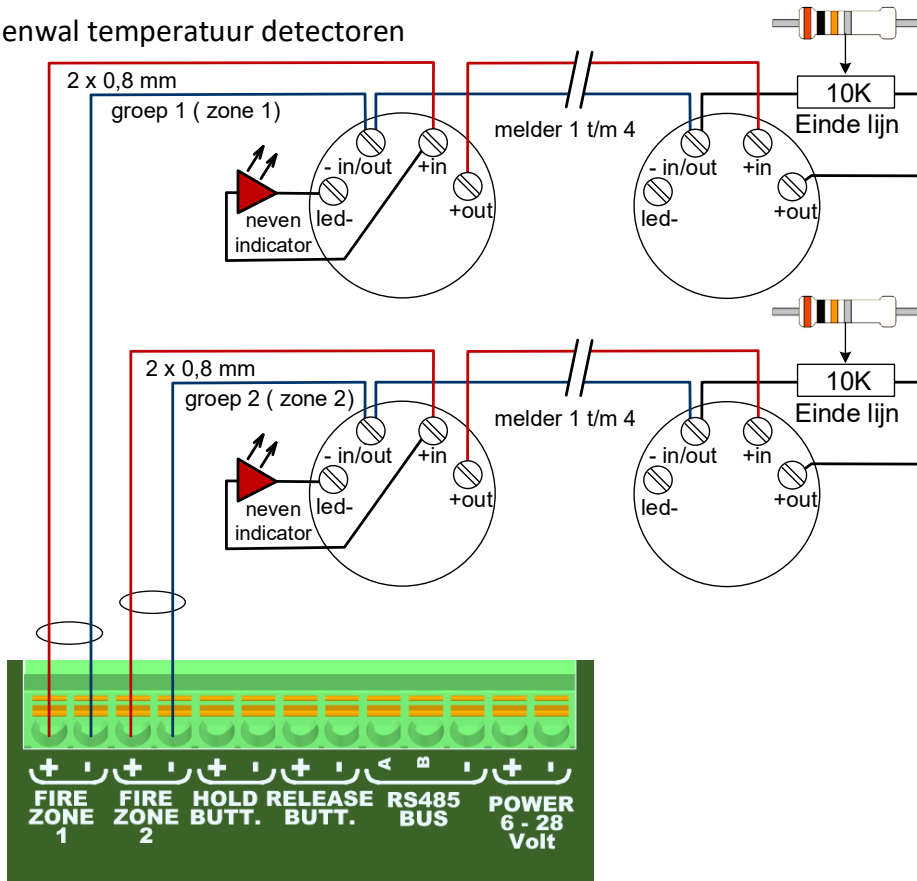 enwal temperatuur detectoren
2 x 0,8 mm
groep 1 ( zone 1)
melder 1 t/m 4
10K
Einde lijn
- in/out
+in
+out
led-
neven
indicator
- in/out
+in
+out
led-
2 x 0,8 mm
groep 2 ( zone 2)
melder 1 t/m 4
10K
Einde lijn
- in/out
+in
+out
led-
neven
indicator
- in/out
+in
+out
led-
+ - + - + - + - A B - + -
FIRE ZONE 1
FIRE ZONE 2
HOLD BUTT.
RELEASE BUTT.
RS485 BUS
POWER 6 - 28 Volt